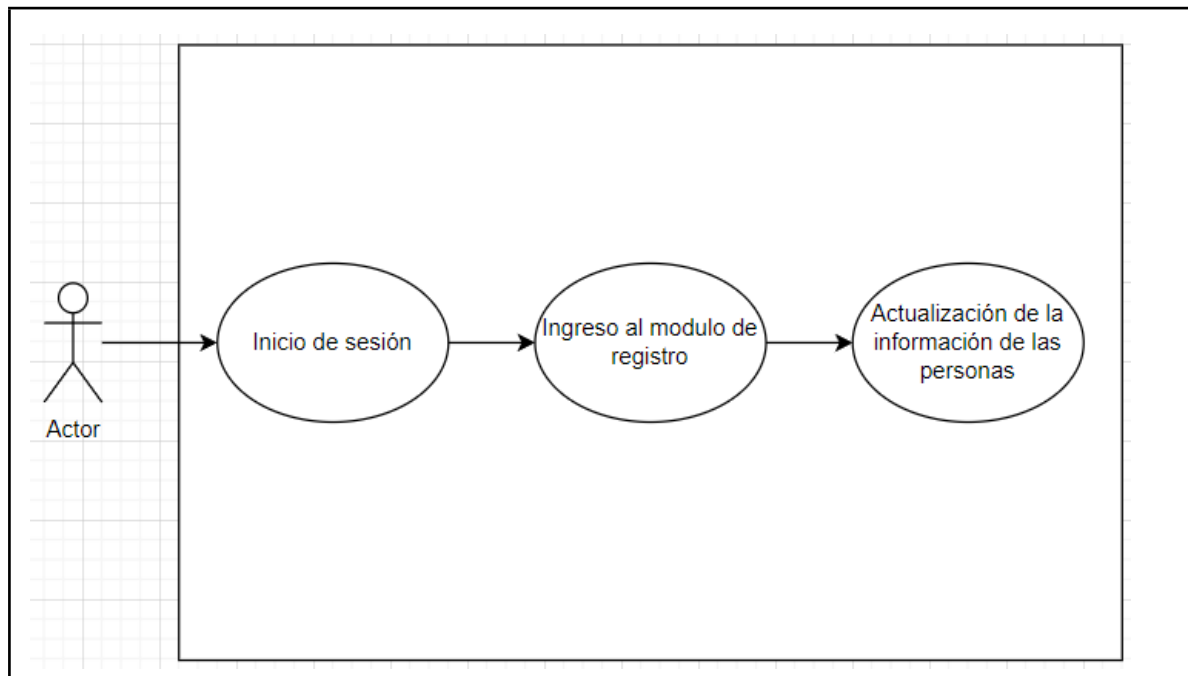 Actor
Inicio de sesión
Ingreso al modulo de
registro
Actualización de la
información de las
personas